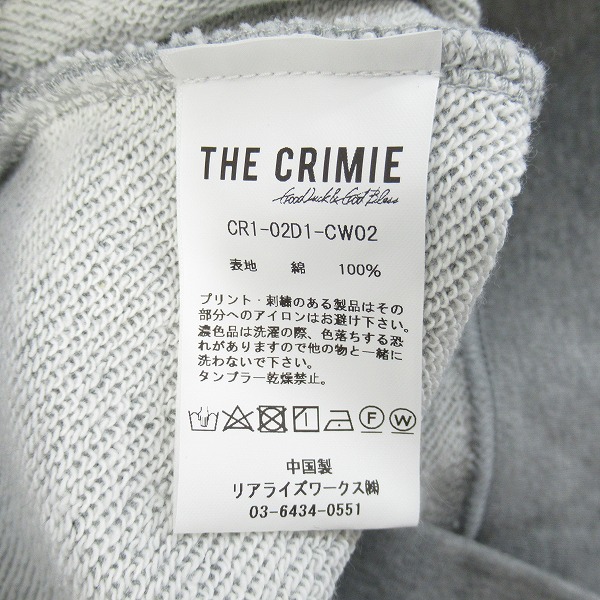 THE CRIMIE
Good Luck & God Bless
CR1-02D1-CW02
表地 綿 100%
プリント・刺繍のある製品はその
部分へのアイロンはお避け下さい。
濃色品は洗濯の際、色落ちする恐
れがありますので他の物と一緒に
洗わないで下さい。
タンブラー乾燥禁止。
F W
中国製
リアライズワークス㈱
03-6434-0551